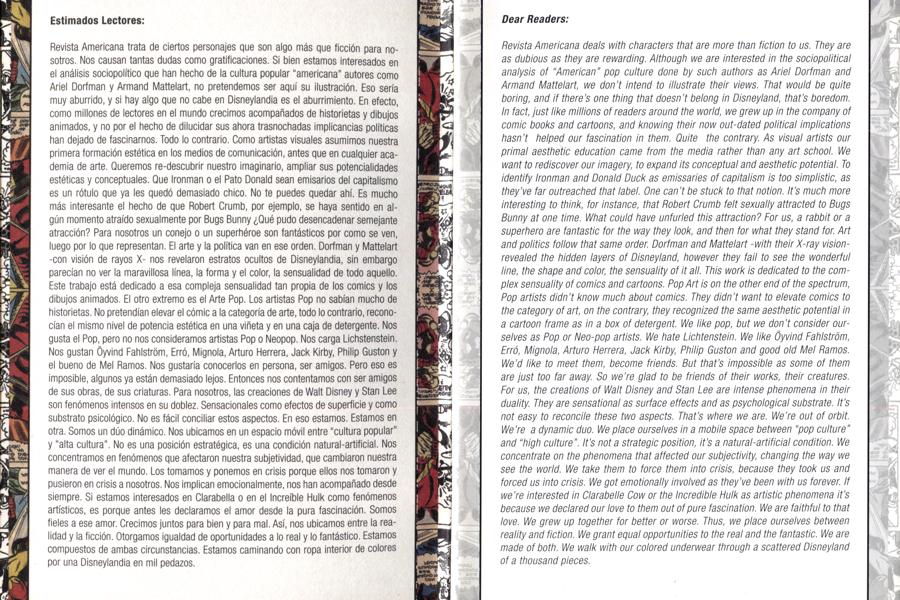 Estimados Lectores:
Revista Americana trata de ciertos personajes que son algo más que ficción para no-
sotros. Nos causan tantas dudas como gratificaciones. Si bien estamos interesados en
el análisis sociopolítico que han hecho de la cultura popular “americana” autores como
Ariel Dorfman y Armand Mattelart, no pretendemos ser aquí su ilustración. Eso sería
muy aburrido, y si hay algo que no cabe en Disneylandia es el aburrimiento. En efecto,
como millones de lectores en el mundo crecimos acompañados de historietas y dibujos
animados, y no por el hecho de dilucidar sus ahora trasnochadas implicancias políticas
han dejado de fascinarnos. Todo lo contrario. Como artistas visuales asumimos nuestra
primera formación estética en los medios de comunicación, antes que en cualquier aca-
demia de arte. Queremos re-descubrir nuestro imaginario, ampliar sus potencialidades
estéticas y conceptuales. Que Ironman o el Pato Donald sean emisarios del capitalismo
es un rótulo que ya les quedó demasiado chico. No te puedes quedar ahí. Es mucho
más interesante el hecho de que Robert Crumb, por ejemplo, se haya sentido en al-
gún momento atraído sexualmente por Bugs Bunny ¿Qué pudo desencadenar semejante
atracción? Para nosotros un conejo o un superhéroe son fantásticos por como se ven,
luego por lo que representan. El arte y la política van en ese orden. Dorfman y Mattelart
-con visión de rayos X- nos revelaron estratos ocultos de Disneylandia, sin embargo
parecían no ver la maravillosa línea, la forma y el color, la sensualidad de todo aquello.
Este trabajo está dedicado a esa compleja sensualidad tan propia de los comics y los
dibujos animados. El otro extremo es el Arte Pop. Los artistas Pop no sabían mucho de
historietas. No pretendían elevar el cómic a la categoría de arte, todo lo contrario, recono-
cían el mismo nivel de potencia estética en una viñeta y en una caja de detergente. Nos
gusta el Pop, pero no nos consideramos artistas Pop o Neopop. Nos carga Lichstenstein.
Nos gustan Öyvind Fahlström, Erró, Mignola, Arturo Herrera, Jack Kirby, Philip Guston y
el bueno de Mel Ramos. Nos gustaría conocerlos en persona, ser amigos. Pero eso es
imposible, algunos ya están demasiado lejos. Entonces nos contentamos con ser amigos
de sus obras, de sus criaturas. Para nosotros, las creaciones de Walt Disney y Stan Lee
son fenómenos intensos en su doblez. Sensacionales como efectos de superficie y como
substrato psicológico. No es fácil conciliar estos aspectos. En eso estamos. Estamos en
otra. Somos un dúo dinámico. Nos ubicamos en un espacio móvil entre “cultura popular”
y “alta cultura”. No es una posición estratégica, es una condición natural-artificial. Nos
concentramos en fenómenos que afectaron nuestra subjetividad, que cambiaron nuestra
manera de ver el mundo. Los tomamos y ponemos en crisis porque ellos nos tomaron y
pusieron en crisis a nosotros. Nos implican emocionalmente, nos han acompañado desde
siempre. Si estamos interesados en Clarabella o en el Increíble Hulk como fenómenos
artísticos, es porque antes les declaramos el amor desde la pura fascinación. Somos
fieles a ese amor. Crecimos juntos para bien y para mal. Así, nos ubicamos entre la rea-
lidad y la ficción. Otorgamos igualdad de oportunidades a lo real y lo fantástico. Estamos
compuestos de ambas circunstancias. Estamos caminando con ropa interior de colores
por una Disneylandia en mil pedazos.
Dear Readers:
Revista Americana deals with characters that are more than fiction to us. They are
as dubious as they are rewarding. Although we are interested in the sociopolitical
analysis of “American” pop culture done by such authors as Ariel Dorfman and
Armand Mattelart, we don’t intend to illustrate their views. That would be quite
boring, and if there’s one thing that doesn’t belong in Disneyland, that’s boredom.
In fact, just like millions of readers around the world, we grew up in the company of
comic books and cartoons, and knowing their now out-dated political implications
hasn’t helped our fascination in them. Quite the contrary. As visual artists our
primal aesthetic education came from the media rather than any art school. We
want to rediscover our imagery, to expand its conceptual and aesthetic potential. To
identify Ironman and Donald Duck as emissaries of capitalism is too simplistic, as
they’ve far outreached that label. One can’t be stuck to that notion. It’s much more
interesting to think, for instance, that Robert Crumb felt sexually attracted to Bugs
Bunny at one time. What could have unfurled this attraction? For us, a rabbit or a
superhero are fantastic for the way they look, and then for what they stand for. Art
and politics follow that same order. Dorfman and Mattelart -with their X-ray vision-
revealed the hidden layers of Disneyland, however they fail to see the wonderful
line, the shape and color, the sensuality of it all. This work is dedicated to the com-
plex sensuality of comics and cartoons. Pop Art is on the other end of the spectrum,
Pop artists didn’t know much about comics. They didn’t want to elevate comics to
the category of art, on the contrary, they recognized the same aesthetic potential in
a cartoon frame as in a box of detergent. We like pop, but we don’t consider our-
selves as Pop or Neo-pop artists. We hate Lichtenstein. We like Öyvind Fahlström,
Erró, Mignola, Arturo Herrera, Jack Kirby, Philip Guston and good old Mel Ramos.
We’d like to meet them, become friends. But that’s impossible as some of them
are just too far away. So we’re glad to be friends of their works, their creatures.
For us, the creations of Walt Disney and Stan Lee are intense phenomena in their
duality. They are sensational as surface effects and as psychological substrate. It’s
not easy to reconcile these two aspects. That’s where we are. We’re out of orbit.
We’re a dynamic duo. We place ourselves in a mobile space between “pop culture”
and “high culture”. It’s not a strategic position, it’s a natural-artificial condition. We
concentrate on the phenomena that affected our subjectivity, changing the way we
see the world. We take them to force them into crisis, because they took us and
forced us into crisis. We got emotionally involved as they’ve been with us forever. If
we’re interested in Clarabelle Cow or the Incredible Hulk as artistic phenomena it’s
because we declared our love to them out of pure fascination. We are faithful to that
love. We grew up together for better or worse. Thus, we place ourselves between
reality and fiction. We grant equal opportunities to the real and the fantastic. We are
made of both. We walk with our colored underwear through a scattered Disneyland
of a thousand pieces.